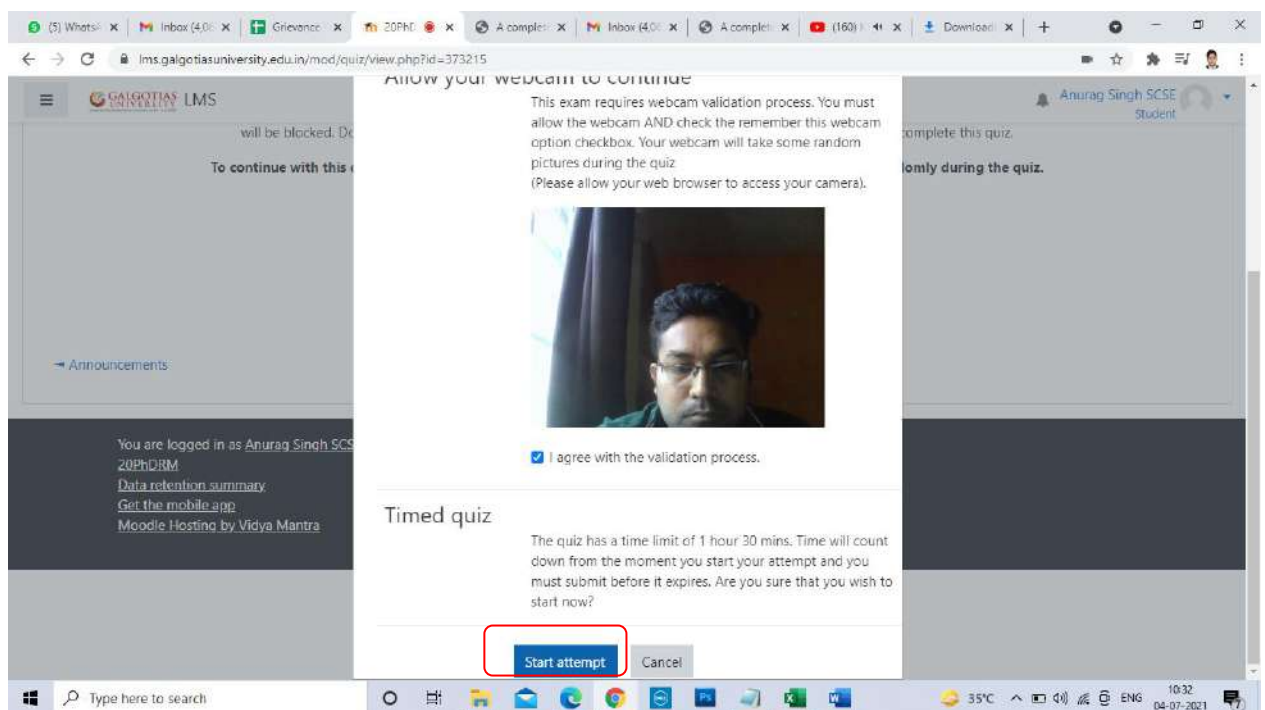 (5) Whats
Inbox (4,0
Grievance
20PhD
A comple
Inbox (4,0
A complet
(160)
Download
lms.galgotiasuniversity.edu.in/mod/quiz/view.php?id=373215
Allow your webcam to continue
GALGOTIAS UNIVERSITY LMS
Anurag Singh SCSE
Student
This exam requires webcam validation process. You must
allow the webcam AND check the remember this webcam
option checkbox. Your webcam will take some random
pictures during the quiz
(Please allow your web browser to access your camera).
will be blocked. Do
complete this quiz.
To continue with this
omly during the quiz.
Announcements
I agree with the validation process.
You are logged in as Anurag Singh SCS
20PhDRM
Data retention summary
Get the mobile app
Moodle Hosting by Vidya Mantra
Timed quiz
The quiz has a time limit of 1 hour 30 mins. Time will count
down from the moment you start your attempt and you
must submit before it expires. Are you sure that you wish to
start now?
Start attempt
Cancel
Type here to search
35°C
ENG
10:32
04-07-2021